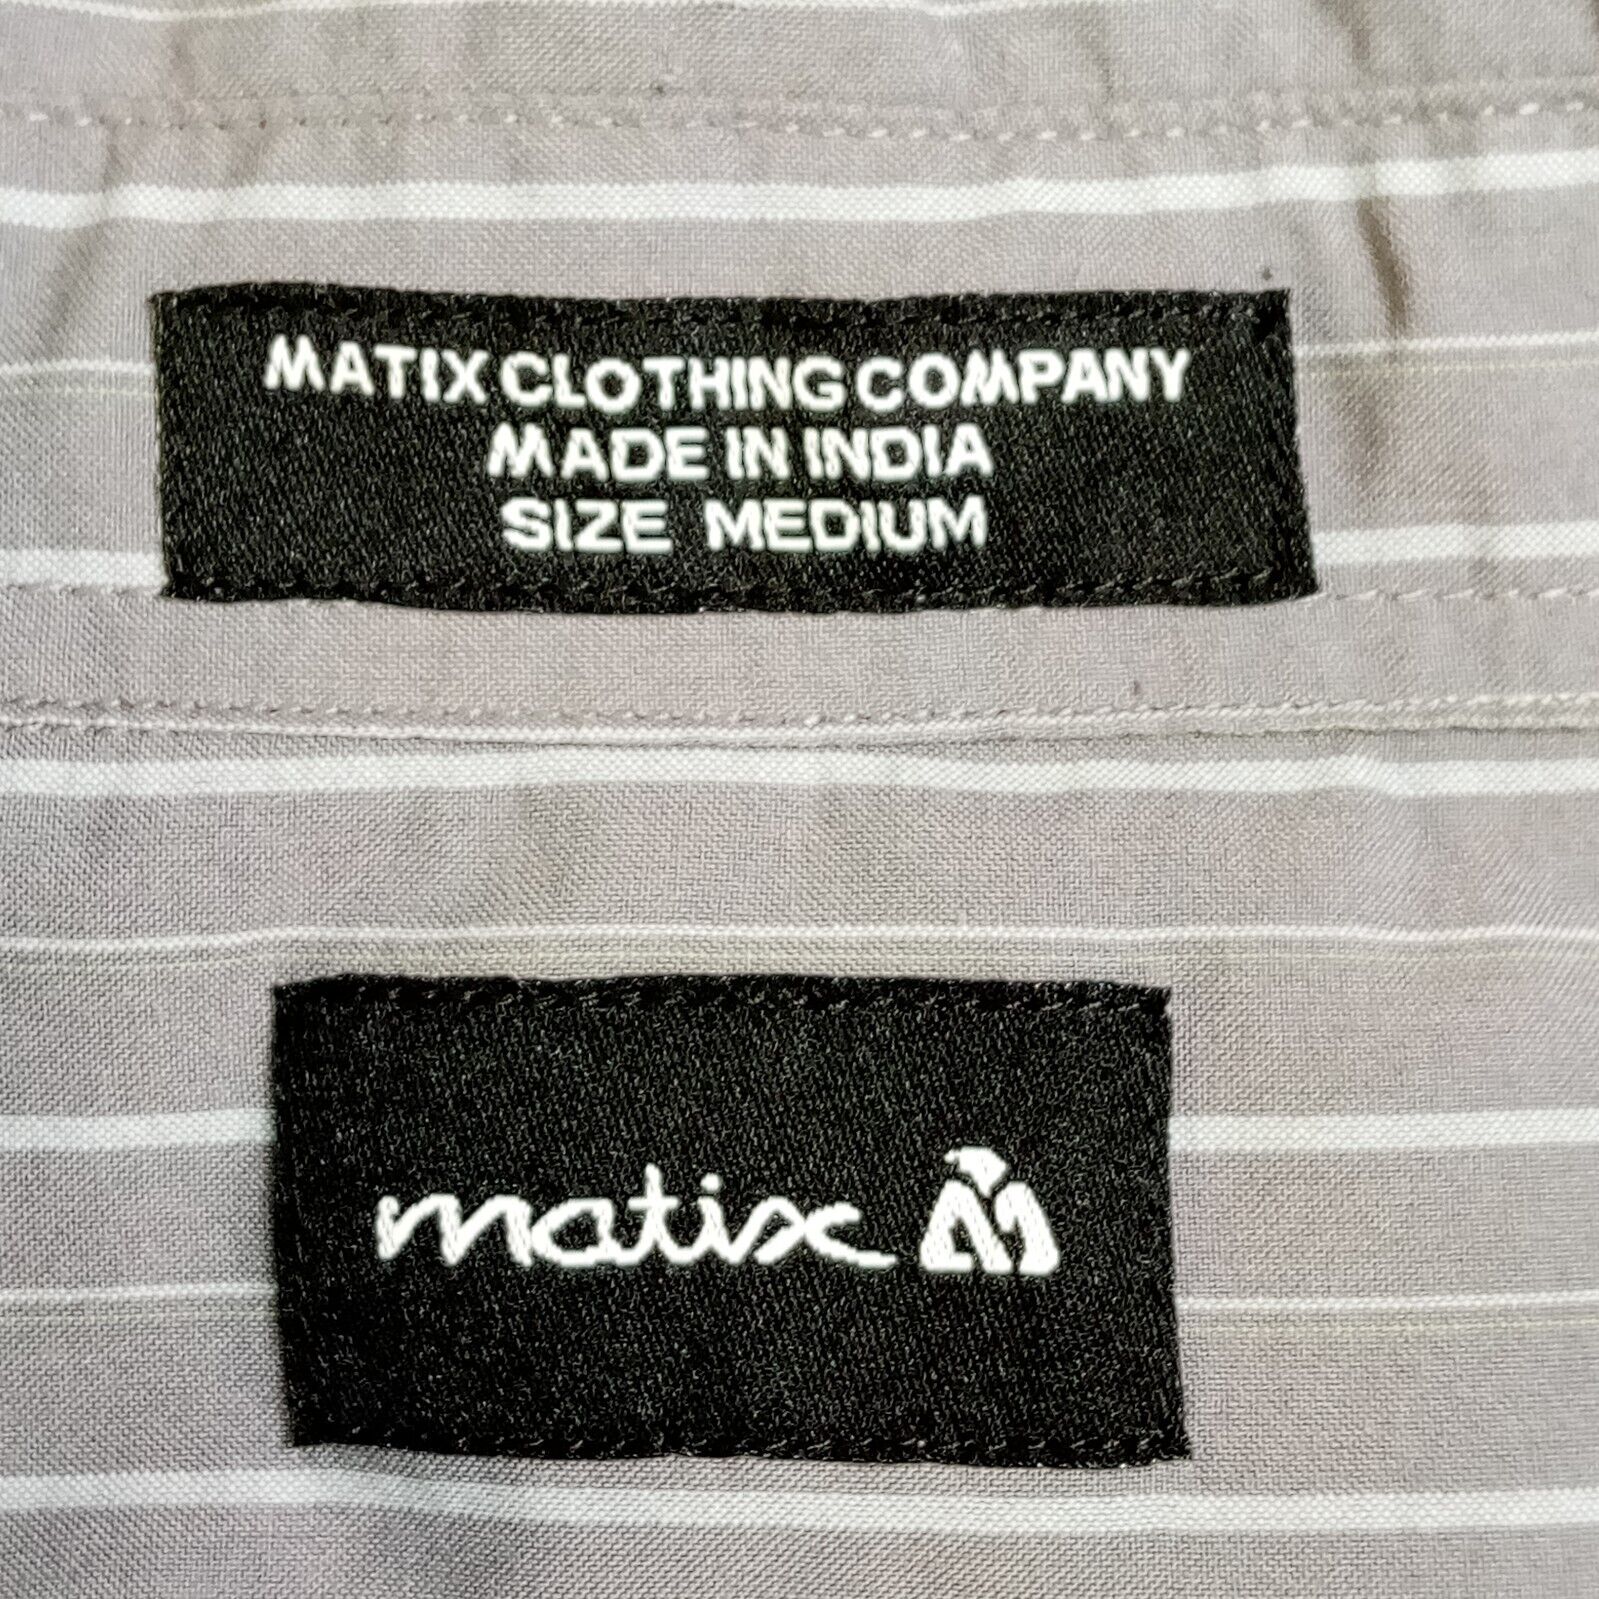 MATIX CLOTHING COMPANY
MADE IN INDIA
SIZE MEDIUM
matix